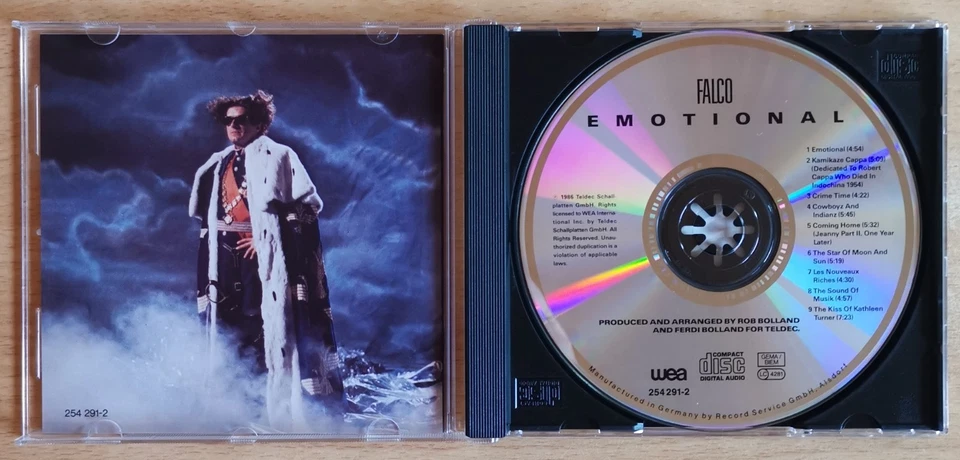 254 291-2
FALCO
EMOTIONAL
1 Emotional (4:54)
2 Kamikaze Cappa (5:09)
(Dedicated To Robert
Cappa Who Died In
Indochina 1954)
3 Crime Time (4:22)
4 Cowboyz And
Indianz (5:45)
5 Coming Home (5:32)
(Jeanny Part II, One Year
Later)
6 The Star Of Moon And
Sun (5:19)
7 Les Nouveaux
Riches (4:30)
8 The Sound Of
Musik (4:57)
9 The Kiss Of Kathleen
Turner (7:23)
℗ 1986 Teldec Schall-
platten GmbH. Rights
licensed to WEA Interna-
tional Inc. by Teldec
Schallplatten GmbH. All
Rights Reserved. Unau-
thorized duplication is a
violation of applicable
laws.
PRODUCED AND ARRANGED BY ROB BOLLAND
AND FERDI BOLLAND FOR TELDEC.
wea
254 291-2
COMPACT
disc
DIGITAL AUDIO
GEMA/
BIEM
LC 4281
Manufactured in Germany by Record Service GmbH, Alsdorf